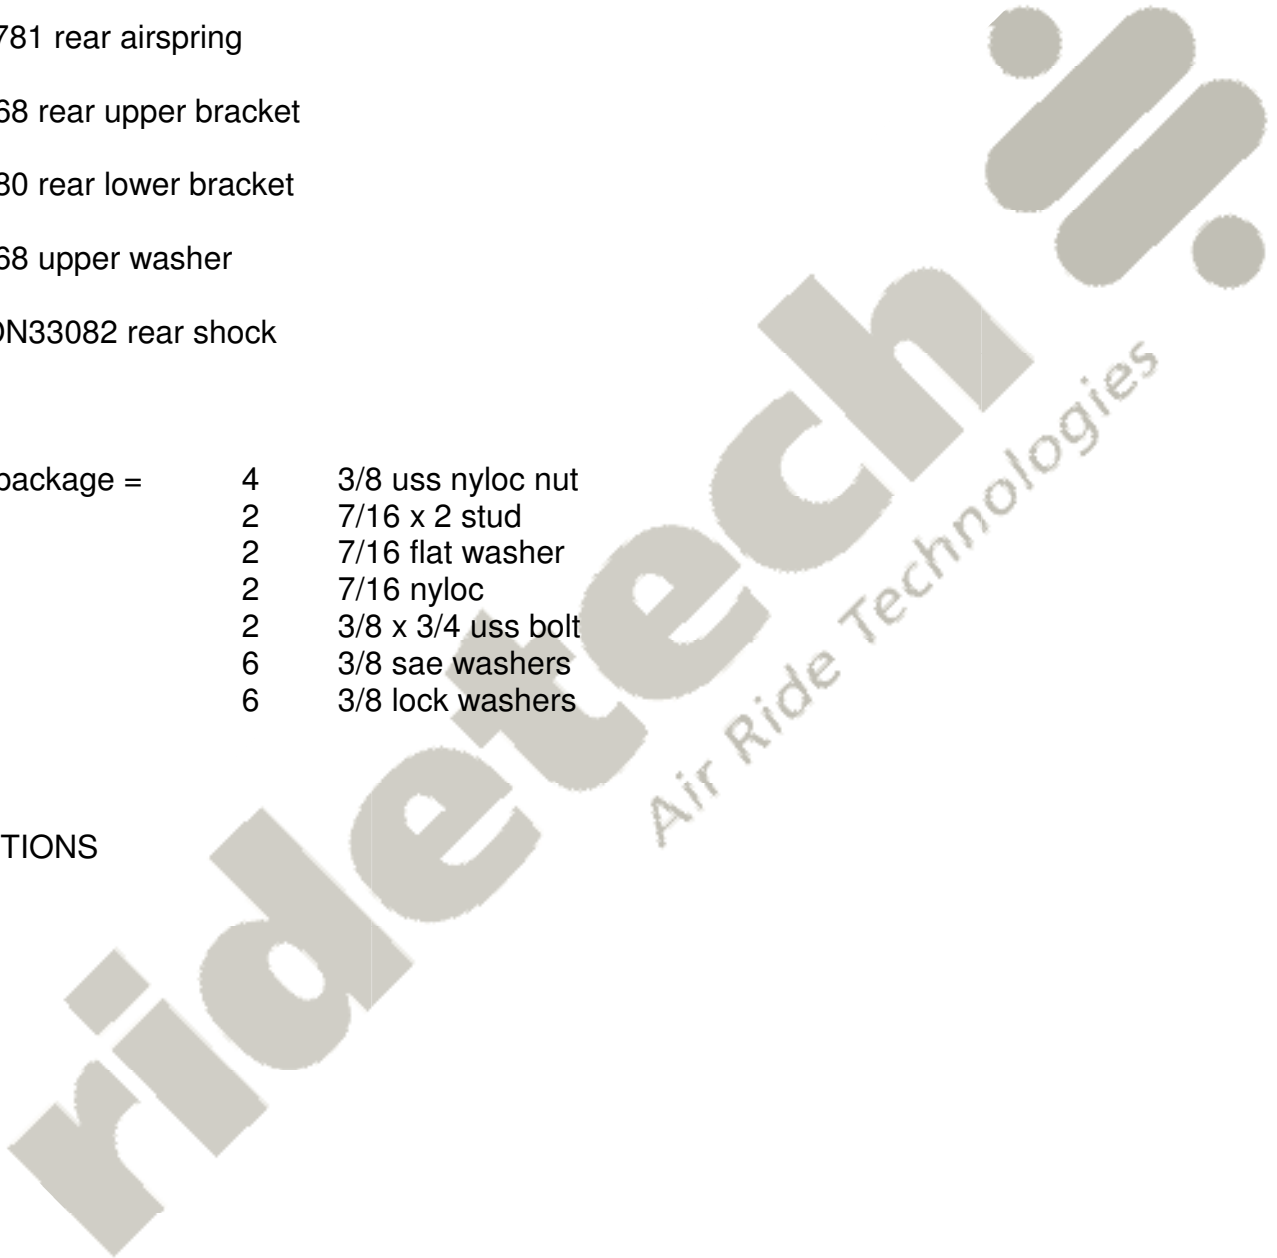 781 rear airspring
68 rear upper bracket
80 rear lower bracket
68 upper washer
ON33082 rear shock
package = 4 3/8 uss nyloc nut
2 7/16 x 2 stud
2 7/16 flat washer
2 7/16 nyloc
2 3/8 x 3/4 uss bolt
6 3/8 sae washers
6 3/8 lock washers
TIONS
ridetech
Air Ride Technologies